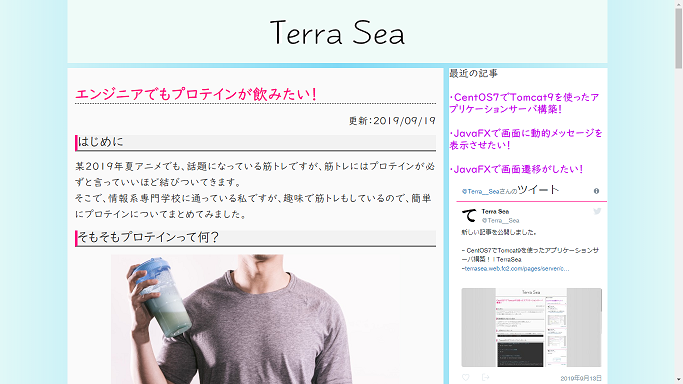 Terra Sea
エンジニアでもプロテインが飲みたい!
更新:2019/09/19
はじめに
某2019年夏アニメでも、話題になっている筋トレですが、筋トレにはプロテインが必
ずと言っていいほど結びついてきます。
そこで、情報系専門学校に通っている私ですが、趣味で筋トレもしているので、簡単
にプロテインについてまとめてみました。
そもそもプロテインって何?
最近の記事
・CentOS7でTomcat9を使ったア
プリケーションサーバ構築!
・JavaFXで画面に動的メッセージを
表示させたい!
・JavaFXで画面遷移がしたい!
@Terra__Seaさんのツイート
て
Terra Sea
@Terra__Sea
新しい記事を公開しました。
~ CentOS7でTomcat9を使ったアプリケーションサ
ーバ構築! | TerraSea
~terrasea.web.fc2.com/pages/server/c…
Terra Sea
2019年9月13日